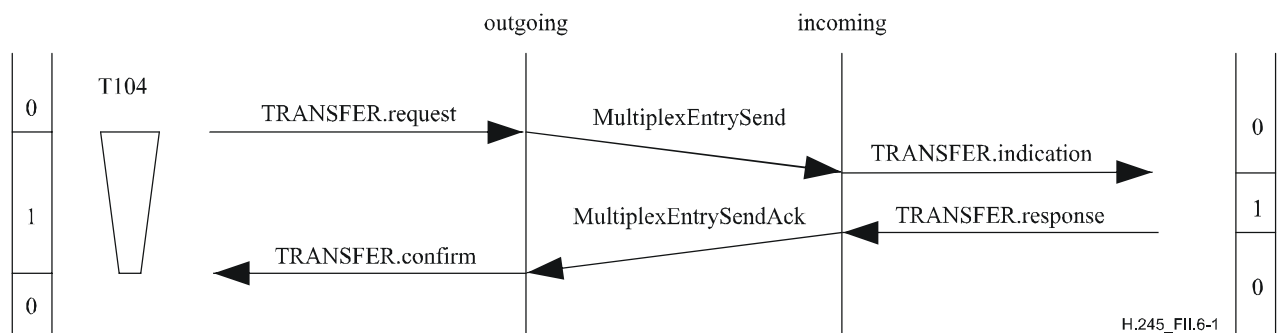 outgoing
incoming
T104
0
TRANSFER.request
MultiplexEntrySend
0
TRANSFER.indication
1
MultiplexEntrySendAck
TRANSFER.response
1
TRANSFER.confirm
0
0
H.245_FII.6-1